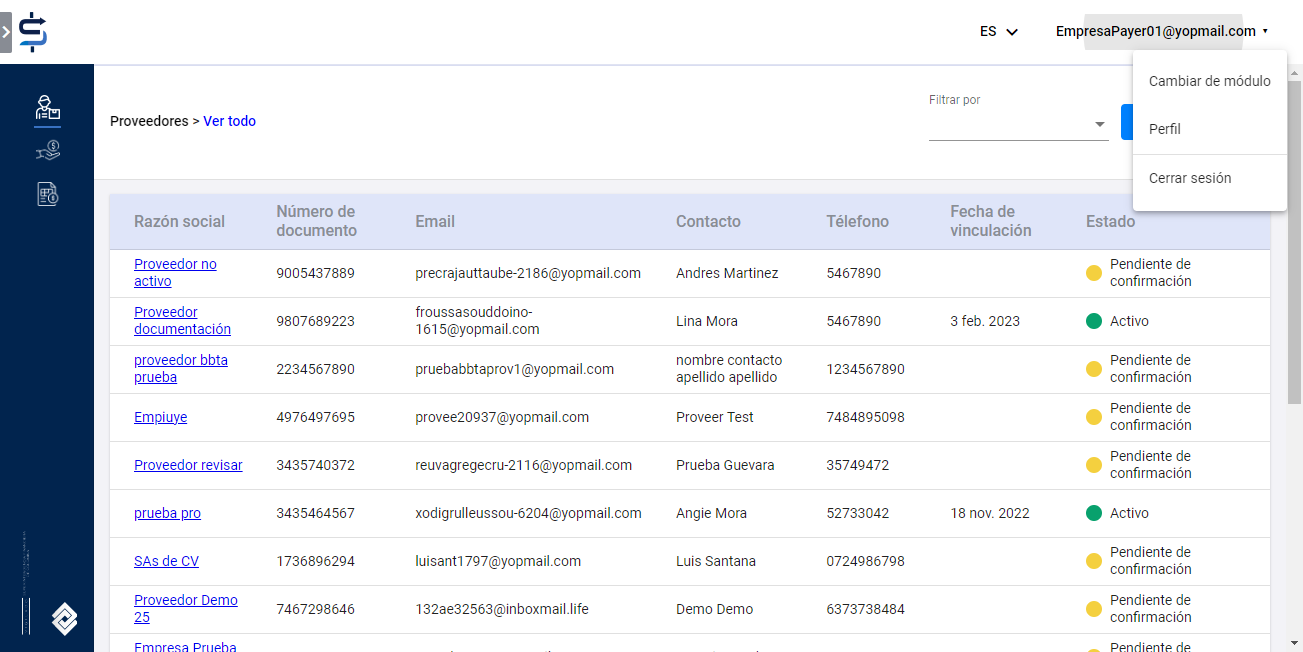 ES
EmpresaPayer01@yopmail.com
Cambiar de módulo
Perfil
Cerrar sesión
Proveedores > Ver todo
Filtrar por
Razón social
Número de
documento
Email
Contacto
Télefono
Fecha de
vinculación
Estado
Proveedor no
activo
9005437889
precrajauttaube-2186@yopmail.com
Andres Martinez
5467890
Pendiente de
confirmación
Proveedor
documentación
9807689223
froussasouddoino-
1615@yopmail.com
Lina Mora
5467890
3 feb. 2023
Activo
proveedor bbta
prueba
2234567890
pruebabbtaprov1@yopmail.com
nombre contacto
apellido apellido
1234567890
Pendiente de
confirmación
Empiuye
4976497695
provee20937@yopmail.com
Proveer Test
7484895098
Pendiente de
confirmación
Proveedor revisar
3435740372
reuvagregecru-2116@yopmail.com
Prueba Guevara
35749472
Pendiente de
confirmación
prueba pro
3435464567
xodigrulleussou-6204@yopmail.com
Angie Mora
52733042
18 nov. 2022
Activo
SAs de CV
1736896294
luisant1797@yopmail.com
Luis Santana
0724986798
Pendiente de
confirmación
Proveedor Demo
25
7467298646
132ae32563@inboxmail.life
Demo Demo
6373738484
Pendiente de
confirmación
Empresa Prueba
Pendiente de